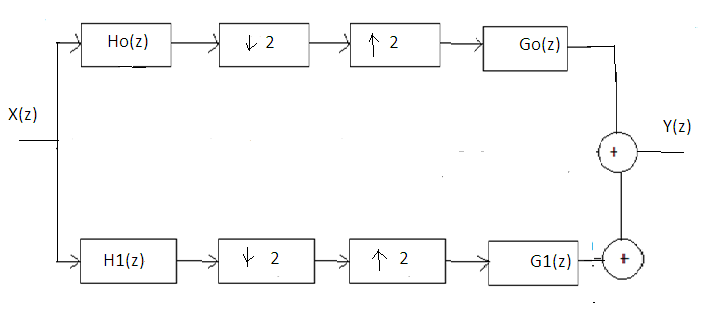 Ho(z) ↓ 2 ↑ 2 Go(z)
X(z)
Y(z)
+
H1(z) ↓ 2 ↑ 2 G1(z) +